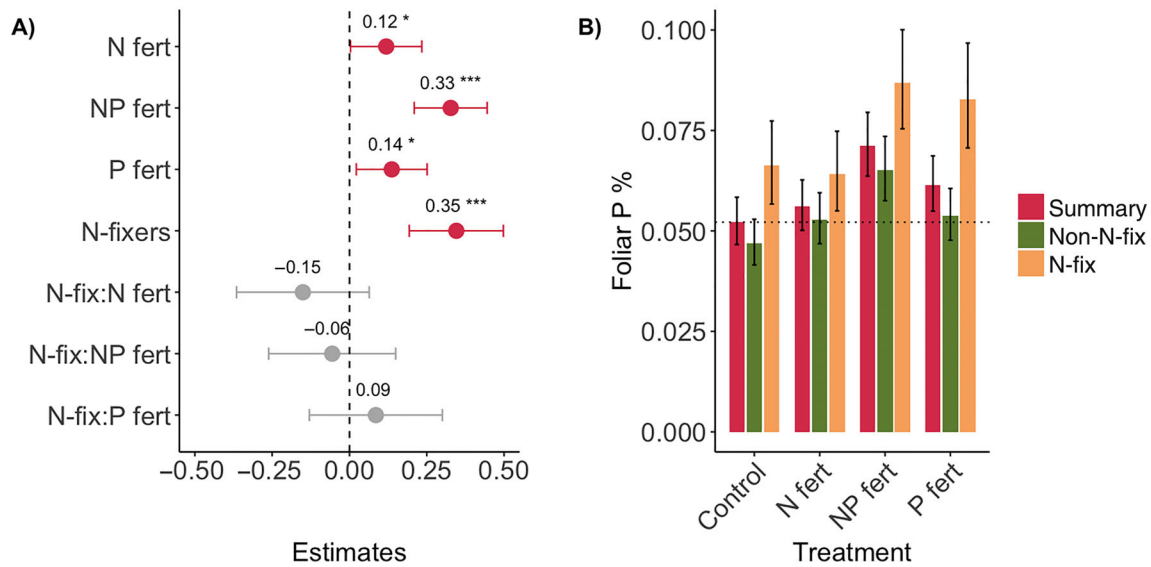 A)
N fert
NP fert
P fert
N-fixers
N-fix:N fert
N-fix:NP fert
N-fix:P fert
0.12 *
0.33 ***
0.14 *
0.35 ***
−0.15
−0.06
0.09
−0.50 −0.25 0.00 0.25 0.50
Estimates
B)
Foliar P %
0.100
0.075
0.050
0.025
0.000
Control
N fert
NP fert
P fert
Treatment
Summary
Non-N-fix
N-fix